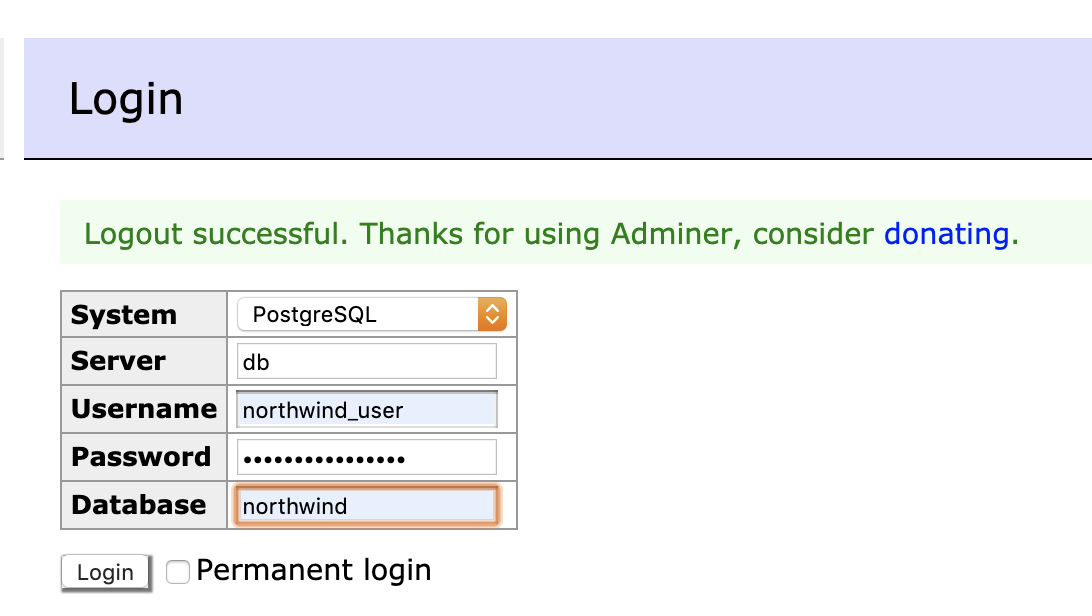 Login
Logout successful. Thanks for using Adminer, consider donating.
System PostgreSQL
Server db
Username northwind_user
Password ••••••••••••••••
Database northwind
Login Permanent login